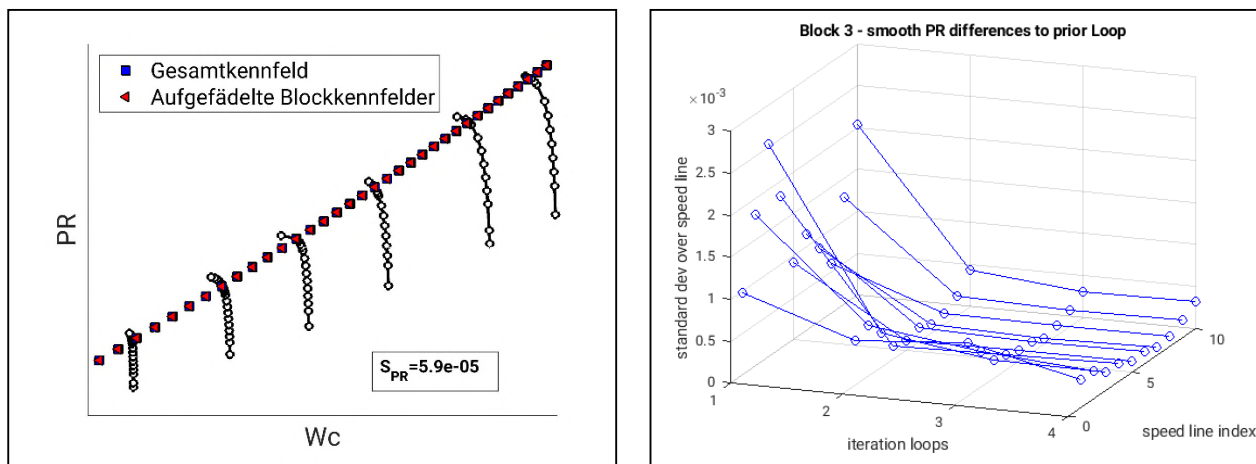 Gesamtkennfeld
Aufgefädelte Blockkennfelder
PR
S_PR=5.9e-05
Wc
Block 3 - smooth PR differences to prior Loop
×10^-3
3
2.5
2
1.5
1
0.5
0
standard dev over speed line
1
2
3
4
iteration loops
0
5
10
speed line index